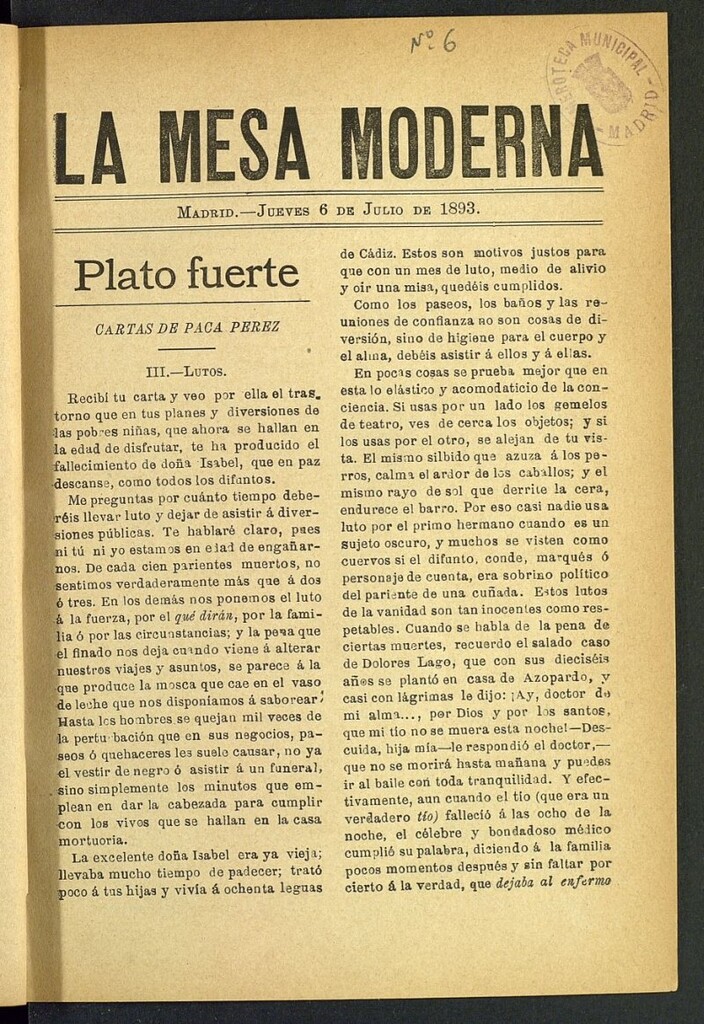 Nº 6
HEMEROTECA MUNICIPAL
- MADRID -
LA MESA MODERNA
MADRID.—JUEVES 6 DE JULIO DE 1893.
Plato fuerte
CARTAS DE PACA PEREZ
III.—LUTOS.
Recibí tu carta y veo por ella el tras-
torno que en tus planes y diversiones de
las pobres niñas, que ahora se hallan en
la edad de disfrutar, te ha producido el
fallecimiento de doña Isabel, que en paz
descanse, como todos los difuntos.
Me preguntas por cuánto tiempo debe-
réis llevar luto y dejar de asistir á diver-
siones públicas. Te hablaré claro, pues
ni tú ni yo estamos en edad de engañar-
nos. De cada cien parientes muertos, no
sentimos verdaderamente más que á dos
ó tres. En los demás nos ponemos el luto
á la fuerza, por el qué dirán, por la fami-
lia ó por las circunstancias; y la pena que
el finado nos deja cuando viene á alterar
nuestros viajes y asuntos, se parece á la
que produce la mosca que cae en el vaso
de leche que nos disponíamos á saborear.
Hasta los hombres se quejan mil veces de
la pertu bación que en sus negocios, pa-
seos ó quehaceres les suele causar, no ya
el vestir de negro ó asistir á un funeral,
sino simplemente los minutos que em-
plean en dar la cabezada para cumplir
con los vivos que se hallan en la casa
mortuoria.
La excelente doña Isabel era ya vieja;
llevaba mucho tiempo de padecer; trató
poco á tus hijas y vivía á ochenta leguas
de Cádiz. Estos son motivos justos para
que con un mes de luto, medio de alivio
y oir una misa, quedéis cumplidos.
Como los paseos, los baños y las re-
uniones de confianza no son cosas de di-
versión, sino de higiene para el cuerpo y
el alma, debéis asistir á ellos y á ellas.
En pocas cosas se prueba mejor que en
esta lo elástico y acomodaticio de la con-
ciencia. Si usas por un lado los gemelos
de teatro, ves de cerca los objetos; y si
los usas por el otro, se alejan de tu vis-
ta. El mismo silbido que azuza á los pe-
rros, calma el ardor de los caballos; y el
mismo rayo de sol que derrite la cera,
endurece el barro. Por eso casi nadie usa
luto por el primo hermano cuando es un
sujeto oscuro, y muchos se visten como
cuervos si el difunto, conde, marqués ó
personaje de cuenta, era sobrino político
del pariente de una cuñada. Estos lutos
de la vanidad son tan inocentes como res-
petables. Cuando se habla de la pena de
ciertas muertes, recuerdo el salado caso
de Dolores Lago, que con sus dieciséis
años se plantó en casa de Azopardo, y
casi con lágrimas le dijo: ¡Ay, doctor de
mi alma..., por Dios y por los santos,
que mi tío no se muera esta noche!—Des-
cuida, hija mía—le respondió el doctor,—
que no se morirá hasta mañana y puedes
ir al baile con toda tranquilidad. Y efec-
tivamente, aun cuando el tío (que era un
verdadero tío) falleció á las ocho de la
noche, el célebre y bondadoso médico
cumplió su palabra, diciendo á la familia
pocos momentos después y sin faltar por
cierto á la verdad, que dejaba al enfermo